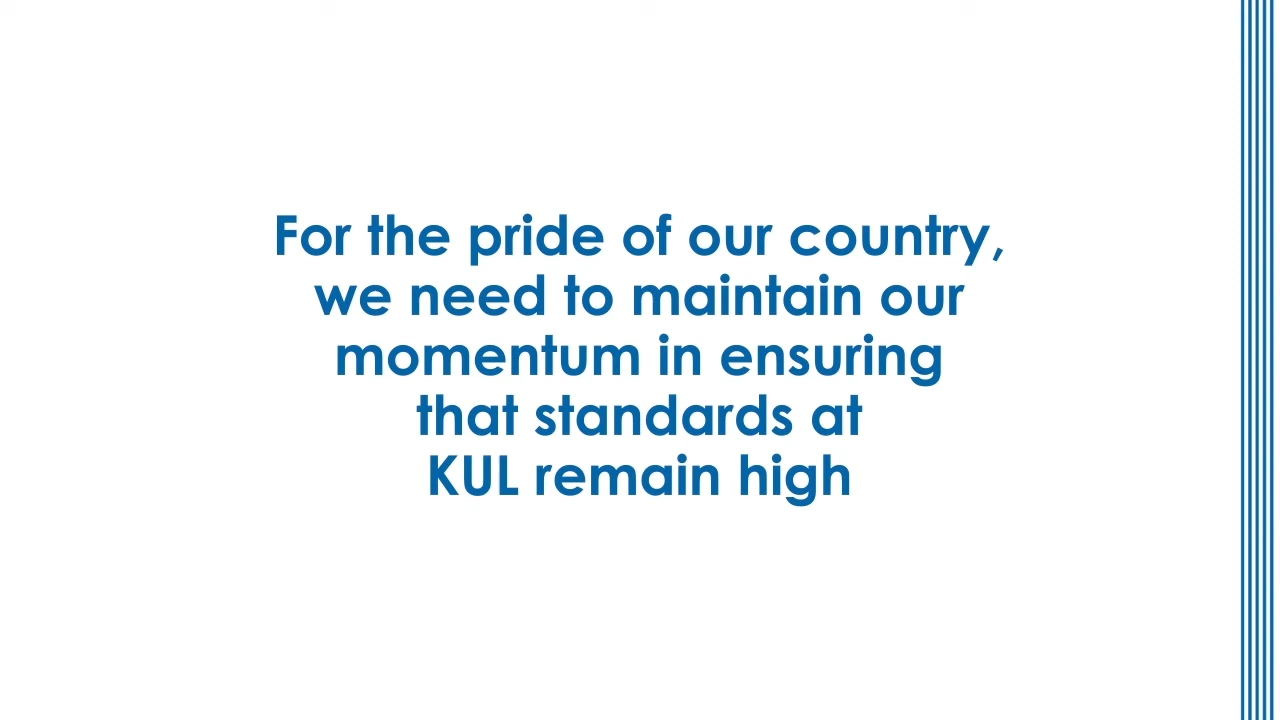 For the pride of our country,
we need to maintain our
momentum in ensuring
that standards at
KUL remain high